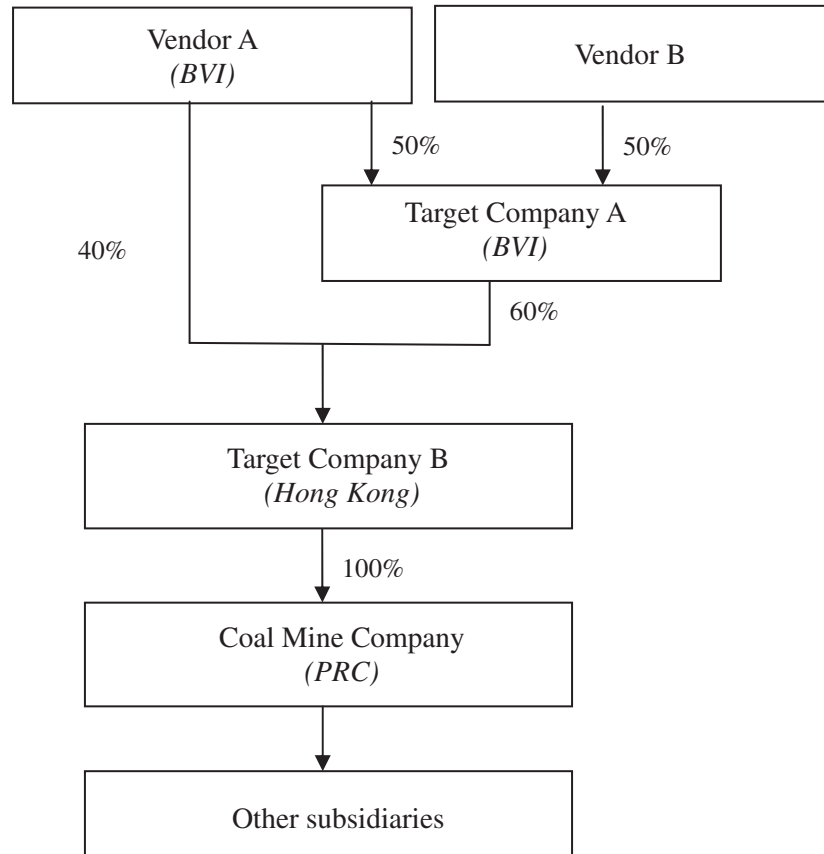 Vendor A
(BVI)
Vendor B
50%
50%
Target Company A
(BVI)
40%
60%
Target Company B
(Hong Kong)
100%
Coal Mine Company
(PRC)
Other subsidiaries